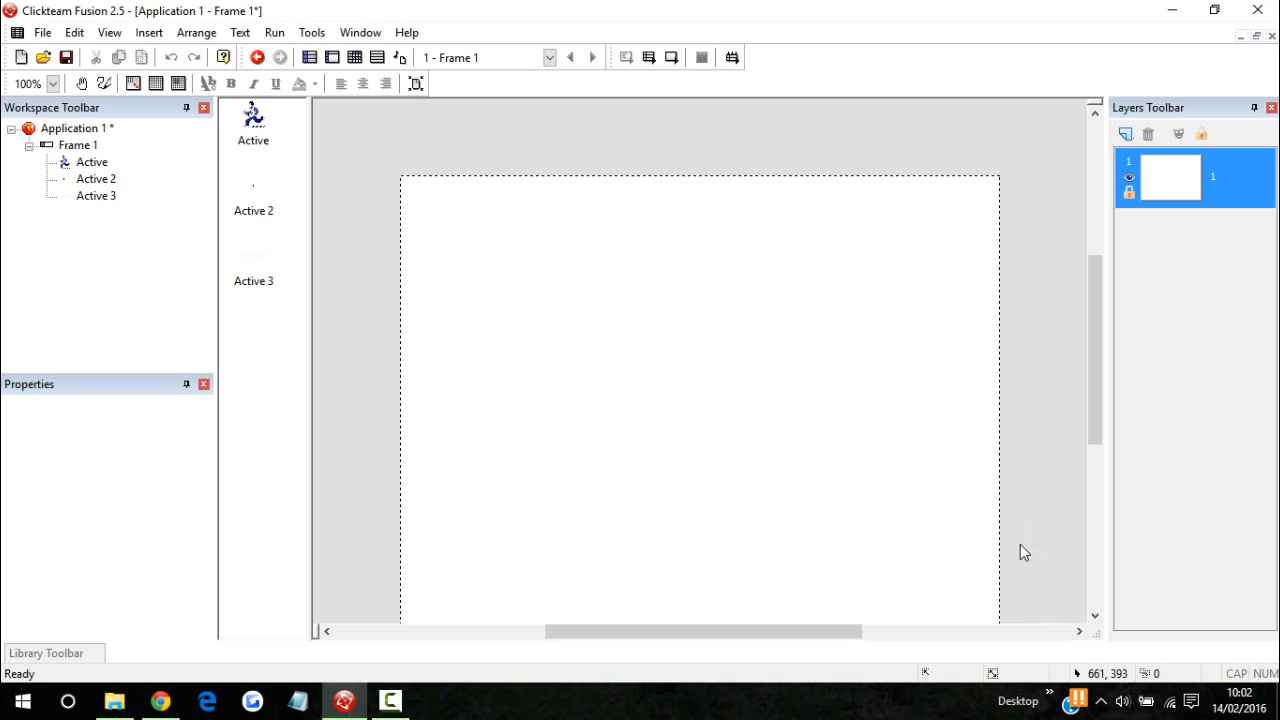 Clickteam Fusion 2.5 - [Application 1 - Frame 1*]
File Edit View Insert Arrange Text Run Tools Window Help
1 - Frame 1
100%
Workspace Toolbar
Application 1 *
Frame 1
Active
Active 2
Active 3
Properties
Library Toolbar
Active
Active 2
Active 3
Layers Toolbar
1
1
Ready
661, 393
0
CAP NUM
Desktop
10:02
14/02/2016